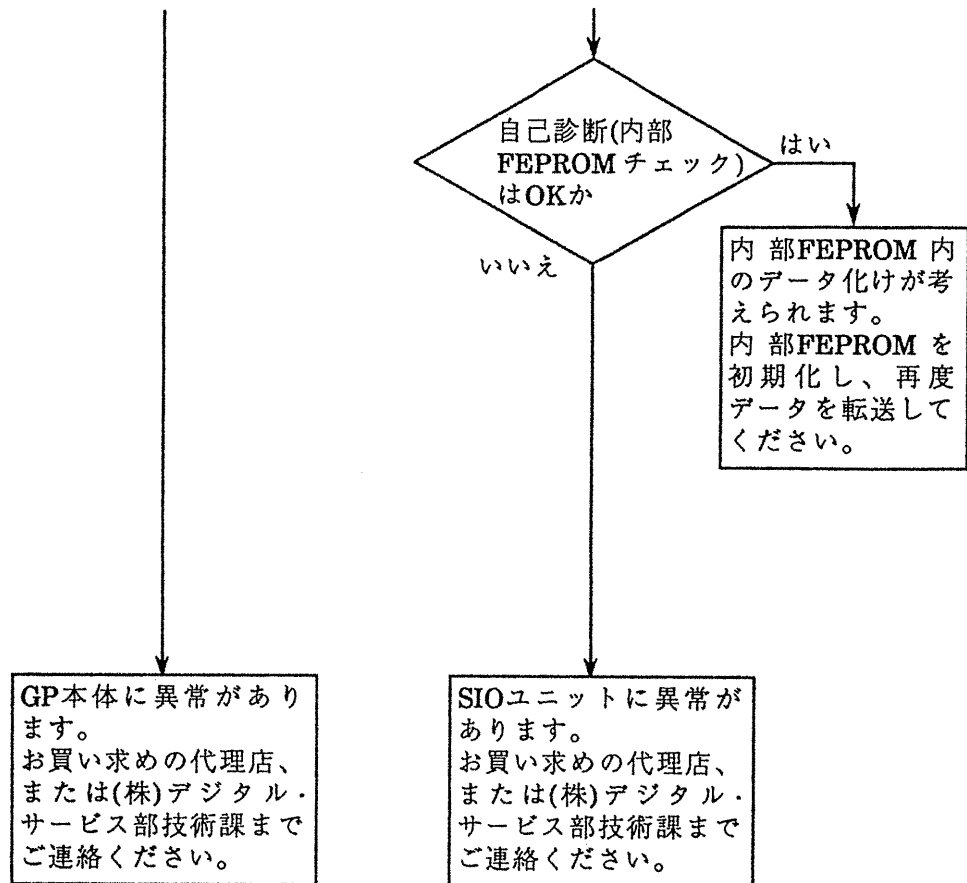 自己診断(内部
FEPROM チェック)
はOKか
はい
いいえ
内 部FEPROM 内
のデータ化けが考
えられます。
内 部FEPROM を
初期化し、再度
データを転送して
ください。
GP本体に異常があり
ます。
お買い求めの代理店、
または(株)デジタル・
サービス部技術課まで
ご連絡ください。
SIOユニットに異常が
あります。
お買い求めの代理店、
または(株)デジタル・
サービス部技術課まで
ご連絡ください。